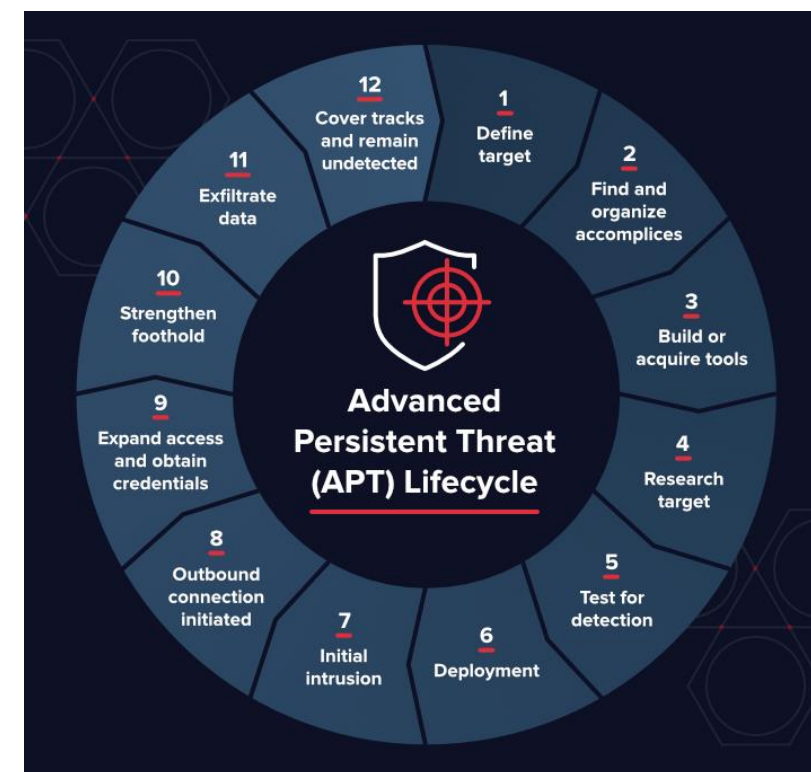 Advanced
Persistent Threat
(APT) Lifecycle
1
Define
target
2
Find and
organize
accomplices
3
Build or
acquire tools
4
Research
target
5
Test for
detection
6
Deployment
7
Initial
intrusion
8
Outbound
connection
initiated
9
Expand access
and obtain
credentials
10
Strengthen
foothold
11
Exfiltrate
data
12
Cover tracks
and remain
undetected